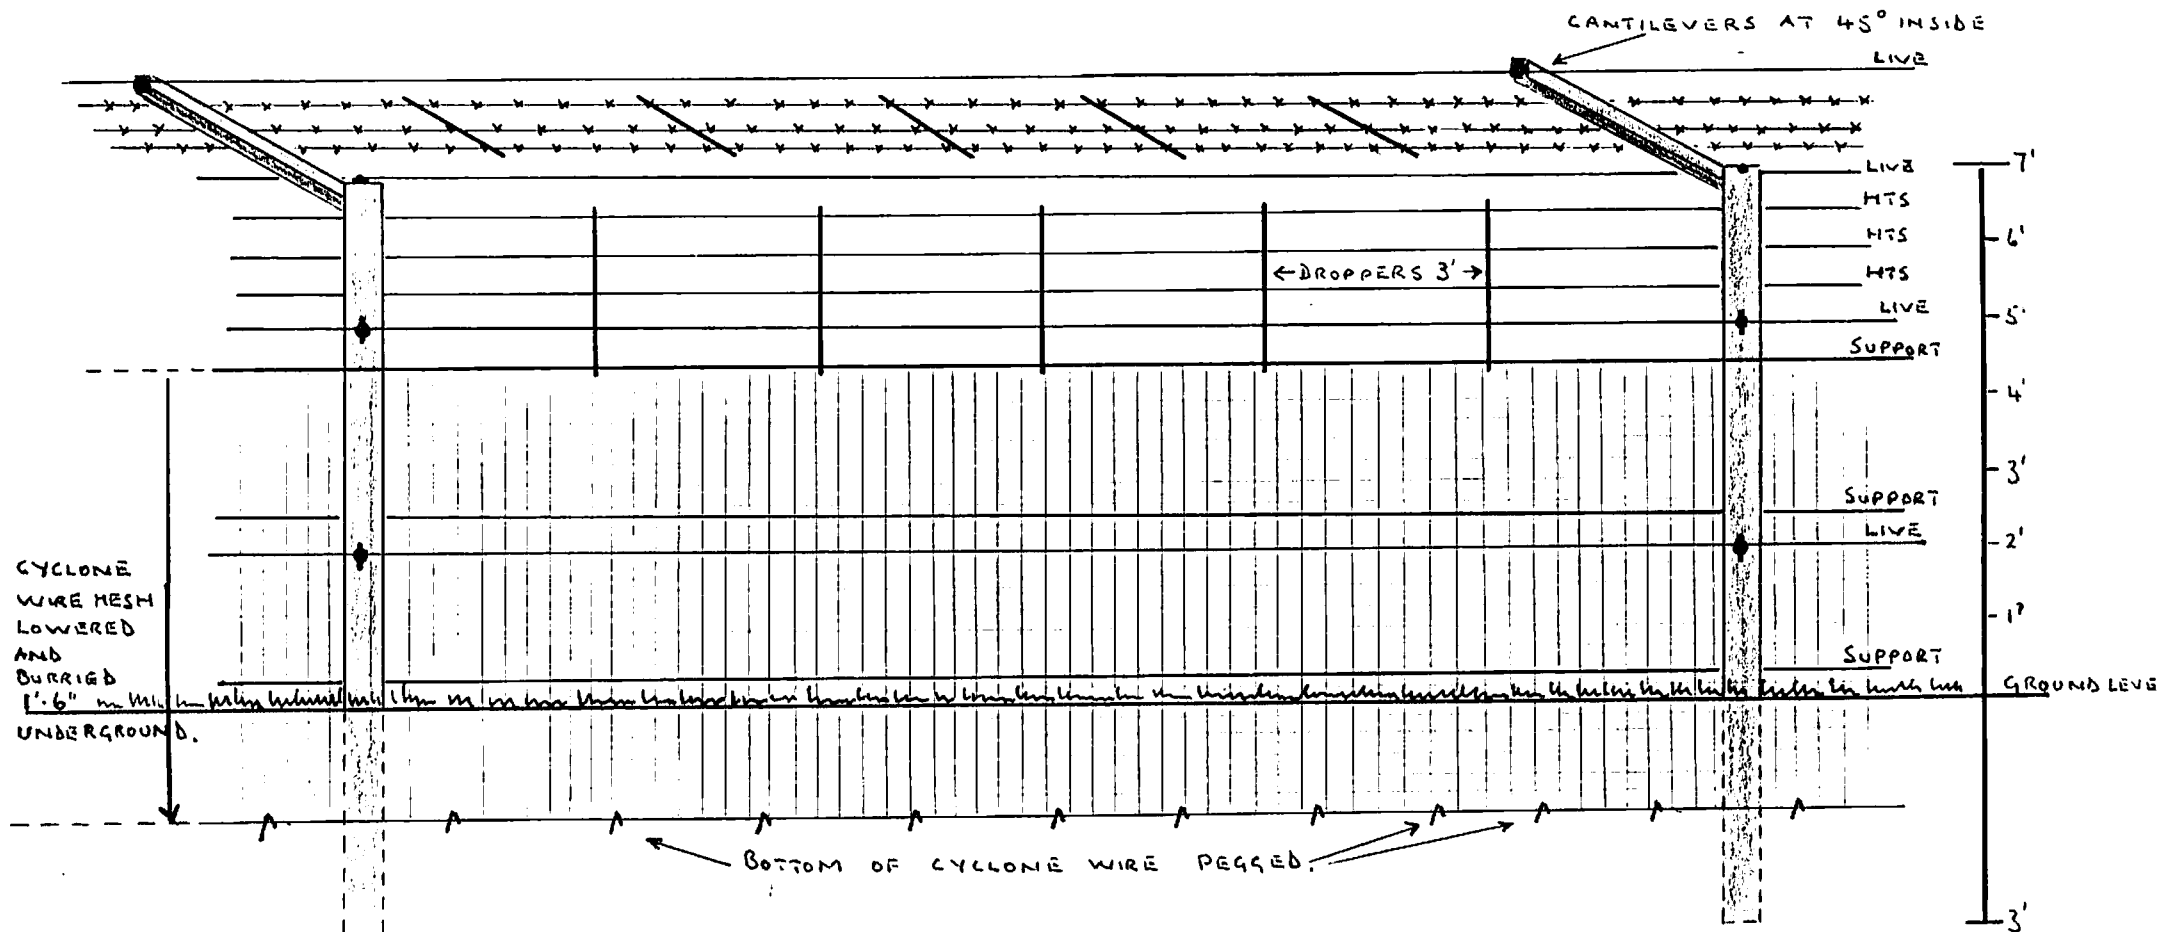 CANTILEVERS AT 45° INSIDE
LIVE
7'
LIVE
HTS
HTS
6'
←DROPPERS 3'→
HTS
LIVE
5'
SUPPORT
4'
3'
SUPPORT
LIVE
2'
1'
SUPPORT
GROUND LEVE
CYCLONE
WIRE MESH
LOWERED
AND
BURRIED
1'.6"
UNDERGROUND.
BOTTOM OF CYCLONE WIRE PEGGED.
3'